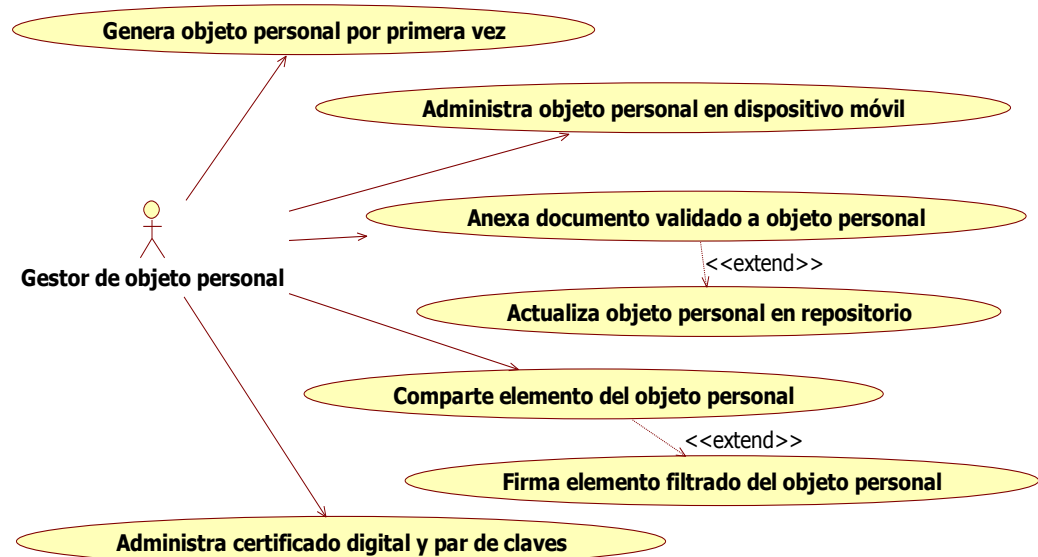 Genera objeto personal por primera vez
Administra objeto personal en dispositivo móvil
Anexa documento validado a objeto personal
<<extend>>
Gestor de objeto personal
Actualiza objeto personal en repositorio
Comparte elemento del objeto personal
<<extend>>
Firma elemento filtrado del objeto personal
Administra certificado digital y par de claves